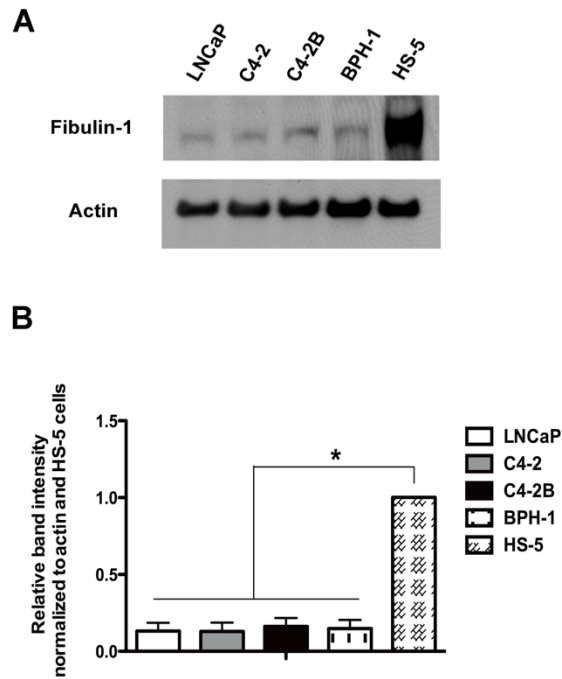 A
LNCaP C4-2 C4-2B BPH-1 HS-5
Fibulin-1
Actin
B
Relative band intensity
normalized to actin and HS-5 cells
1.5
1.0
0.5
0.0
*
LNCaP
C4-2
C4-2B
BPH-1
HS-5